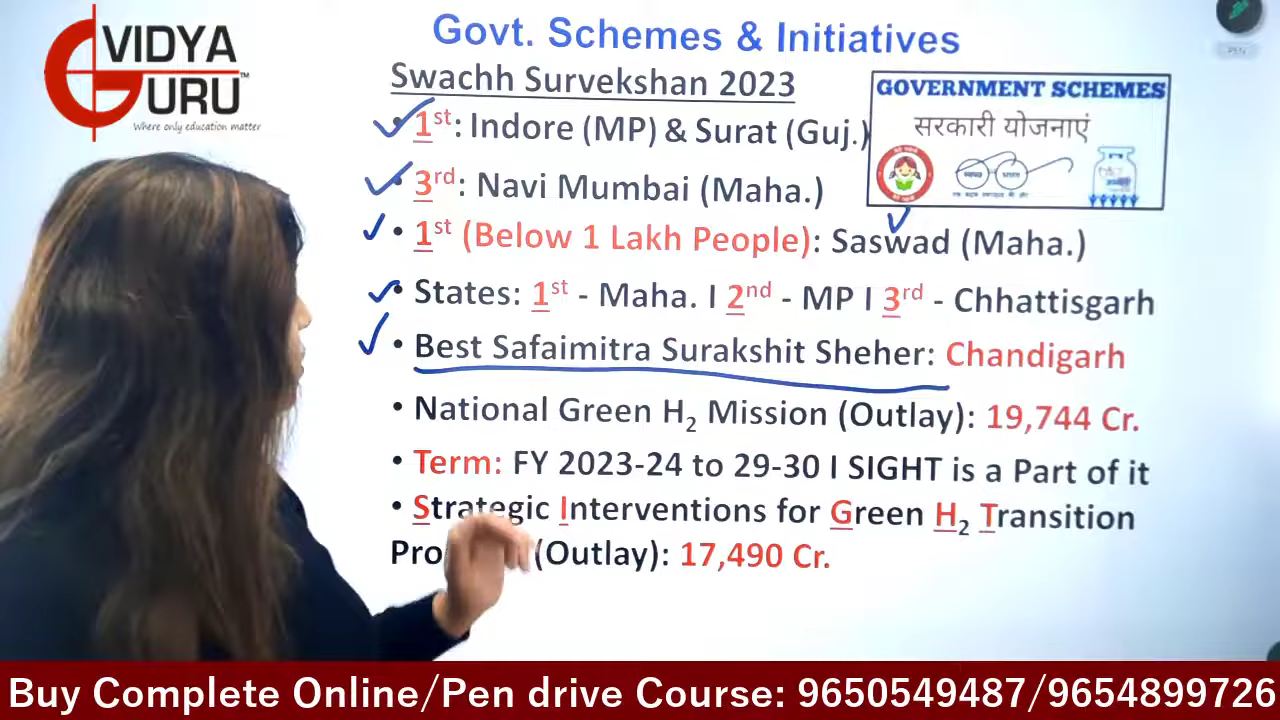 VIDYA
GURU™
Where only education matter
Govt. Schemes & Initiatives
PEN
Swachh Survekshan 2023
GOVERNMENT SCHEMES
सरकारी योजनाएं
• 1st: Indore (MP) & Surat (Guj.)
• 3rd: Navi Mumbai (Maha.)
• 1st (Below 1 Lakh People): Saswad (Maha.)
• States: 1st - Maha. I 2nd - MP I 3rd - Chhattisgarh
• Best Safaimitra Surakshit Sheher: Chandigarh
• National Green H₂ Mission (Outlay): 19,744 Cr.
• Term: FY 2023-24 to 29-30 I SIGHT is a Part of it
• Strategic Interventions for Green H₂ Transition
(Outlay): 17,490 Cr.
Buy Complete Online/Pen drive Course: 9650549487/9654899726